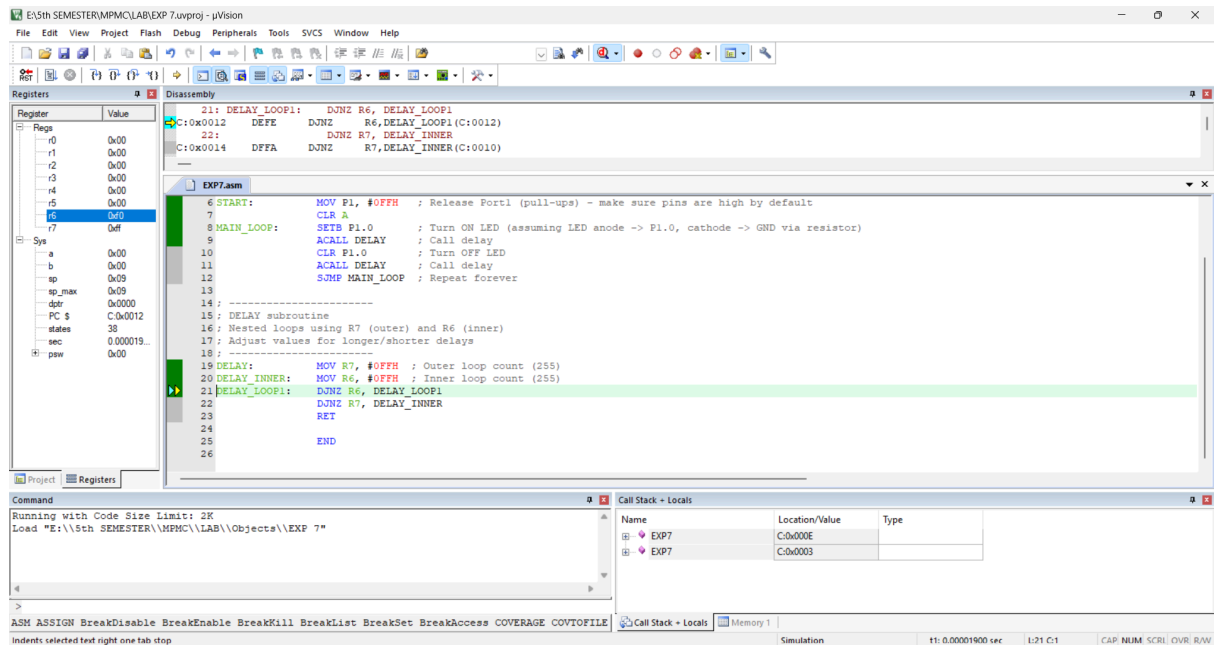 E:\5th SEMESTER\MPMC\LAB\EXP 7.uvproj - µVision
File Edit View Project Flash Debug Peripherals Tools SVCS Window Help
Registers
Register Value
Regs
r0 0x00
r1 0x00
r2 0x00
r3 0x00
r4 0x00
r5 0x00
r6 0xf0
r7 0xff
Sys
a 0x00
b 0x00
sp 0x09
sp_max 0x09
dptr 0x0000
PC $ C:0x0012
states 38
sec 0.000019...
psw 0x00
Project Registers
Disassembly
21: DELAY_LOOP1: DJNZ R6, DELAY_LOOP1
C:0x0012 DEFE DJNZ R6,DELAY_LOOP1(C:0012)
22: DJNZ R7, DELAY_INNER
C:0x0014 DFFA DJNZ R7,DELAY_INNER(C:0010)
EXP7.asm
6 START: MOV P1, #0FFH ; Release Port1 (pull-ups) - make sure pins are high by default
7 CLR A
8 MAIN_LOOP: SETB P1.0 ; Turn ON LED (assuming LED anode -> P1.0, cathode -> GND via resistor)
9 ACALL DELAY ; Call delay
10 CLR P1.0 ; Turn OFF LED
11 ACALL DELAY ; Call delay
12 SJMP MAIN_LOOP ; Repeat forever
13
14 ; -----------------------
15 ; DELAY subroutine
16 ; Nested loops using R7 (outer) and R6 (inner)
17 ; Adjust values for longer/shorter delays
18 ; -----------------------
19 DELAY: MOV R7, #0FFH ; Outer loop count (255)
20 DELAY_INNER: MOV R6, #0FFH ; Inner loop count (255)
21 DELAY_LOOP1: DJNZ R6, DELAY_LOOP1
22 DJNZ R7, DELAY_INNER
23 RET
24
25 END
26
Command
Running with Code Size Limit: 2K
Load "E:\\5th SEMESTER\\MPMC\\LAB\\Objects\\EXP 7"
>
ASM ASSIGN BreakDisable BreakEnable BreakKill BreakList BreakSet BreakAccess COVERAGE COVTOFILE
Call Stack + Locals
Name Location/Value Type
EXP7 C:0x000E
EXP7 C:0x0003
Call Stack + Locals Memory 1
Indents selected text right one tab stop Simulation t1: 0.00001900 sec L:21 C:1 CAP NUM SCRL OVR R/W